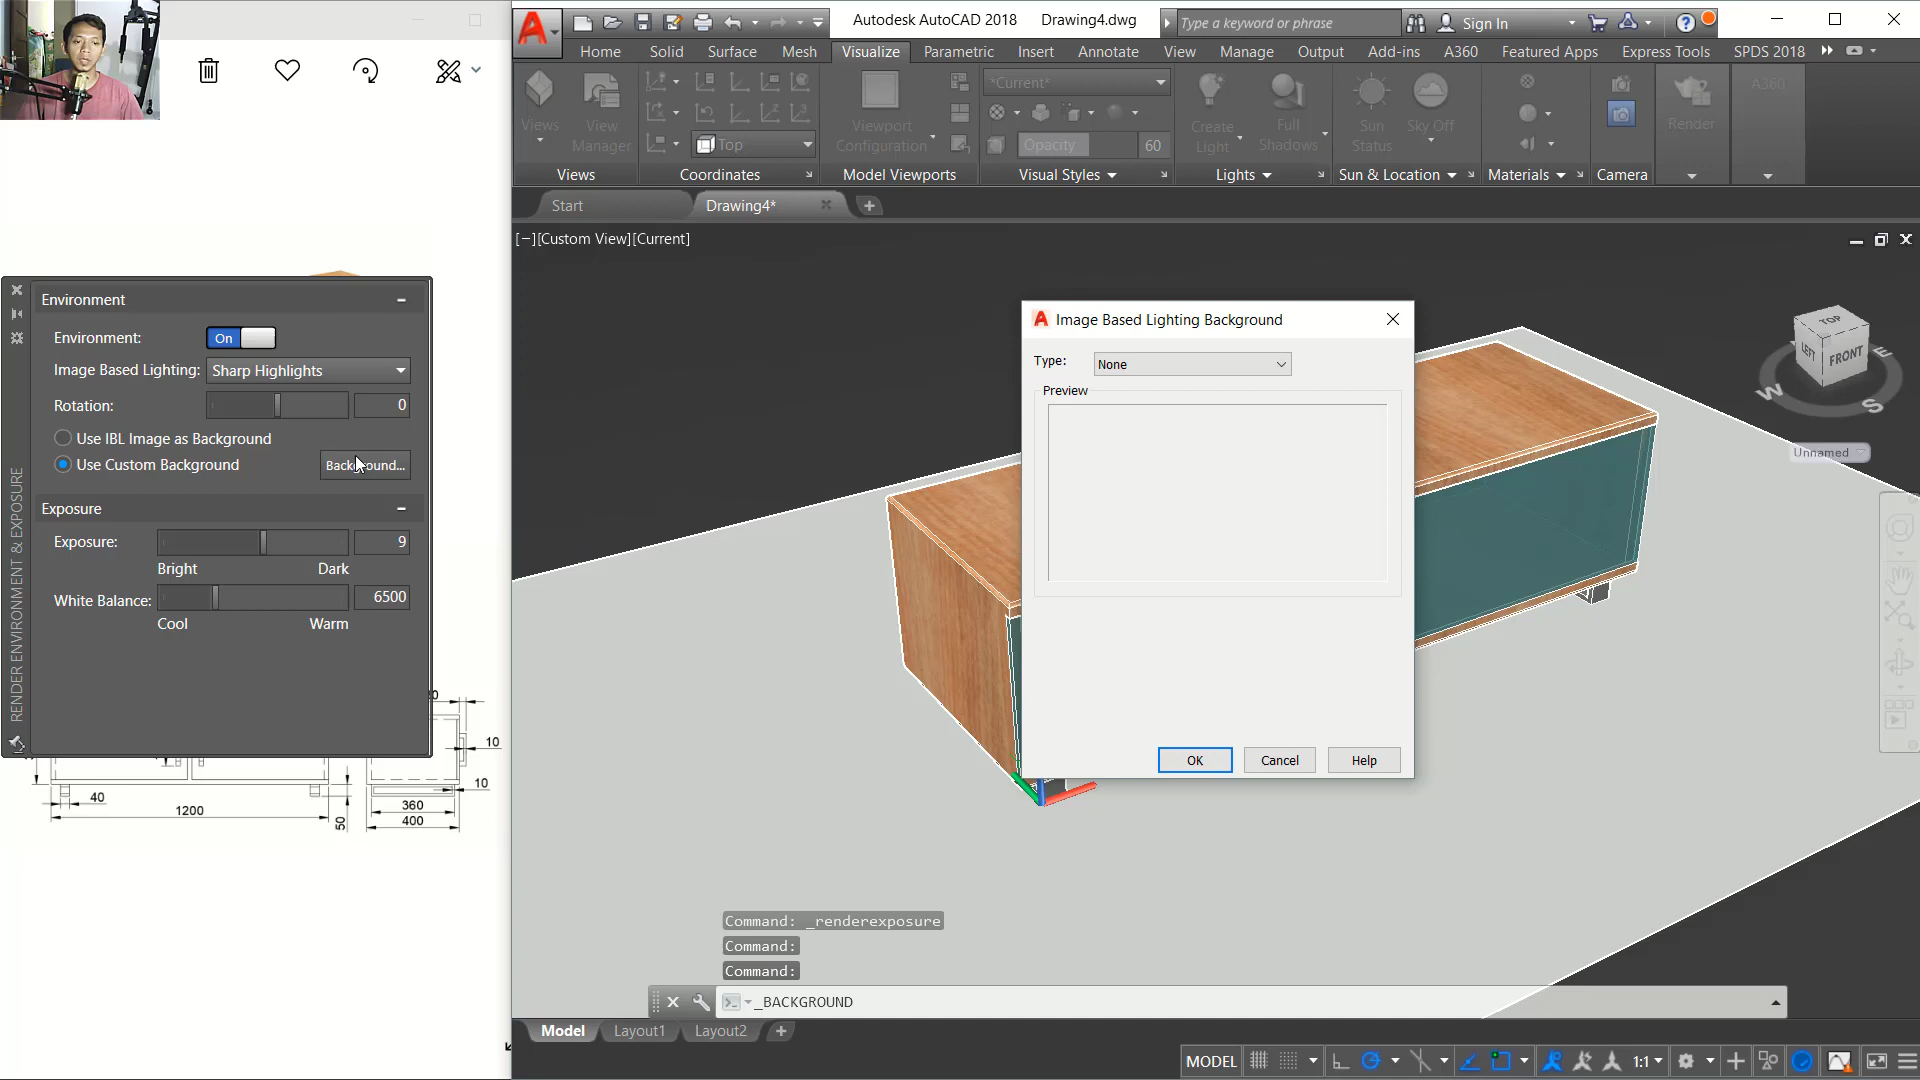 Autodesk AutoCAD 2018 Drawing4.dwg
Type a keyword or phrase
Sign In
Home Solid Surface Mesh Visualize Parametric Insert Annotate View Manage Output Add-ins A360 Featured Apps Express Tools SPDS 2018
Views
View Manager
Top
Viewport Configuration
*Current*
Opacity 60
Create Light
Full Shadows
Sun Status
Sky Off
Render
A360
Views Coordinates Model Viewports Visual Styles Lights Sun & Location Materials Camera
Start Drawing4*
[−][Custom View][Current]
Environment
Environment: On
Image Based Lighting: Sharp Highlights
Rotation: 0
Use IBL Image as Background
Use Custom Background Background...
Exposure
Exposure: 9
Bright Dark
White Balance: 6500
Cool Warm
RENDER ENVIRONMENT & EXPOSURE
Image Based Lighting Background
Type: None
Preview
OK Cancel Help
TOP
LEFT FRONT
W S E
Unnamed
10
10
40
1200
50
360
400
Command: _renderexposure
Command:
Command:
_BACKGROUND
Model Layout1 Layout2
MODEL 1:1